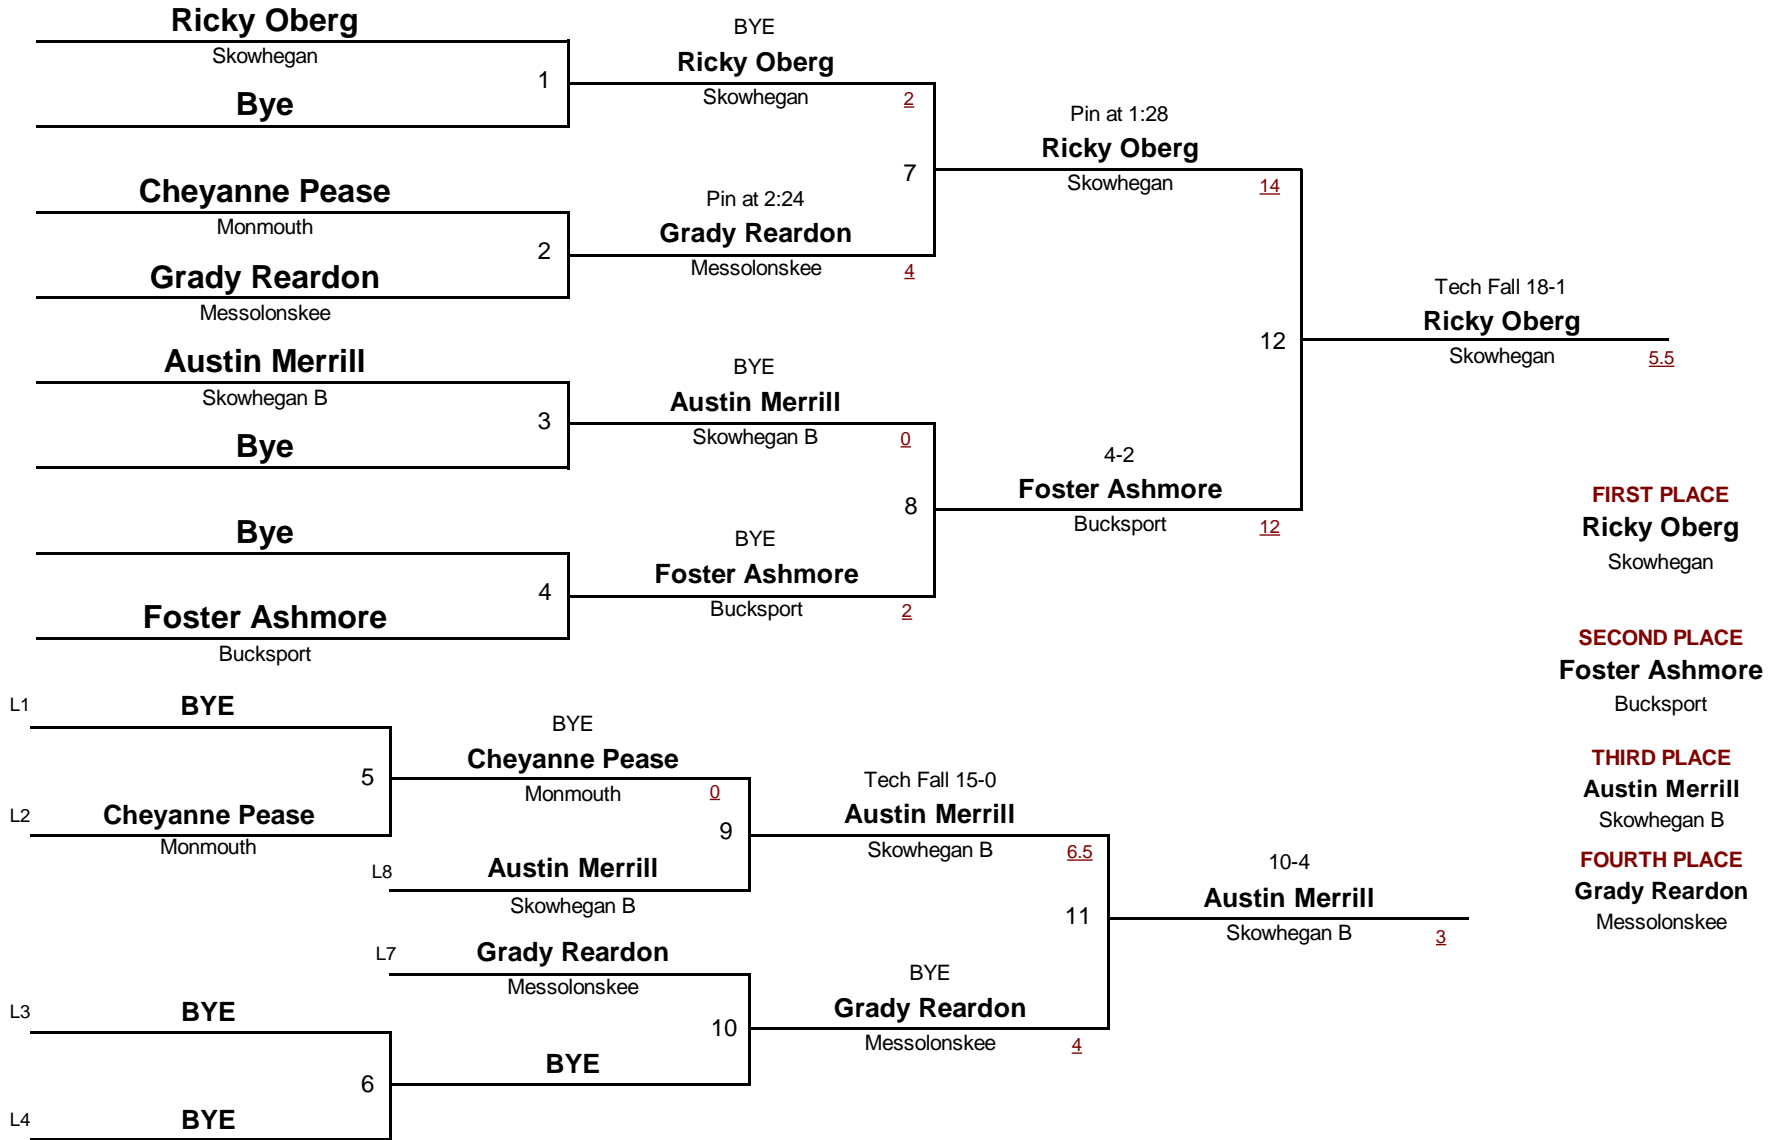 Ricky Oberg
Skowhegan
1
Bye
BYE
Ricky Oberg
Skowhegan
2
Cheyanne Pease
Monmouth
2
Grady Reardon
Messolonskee
Pin at 2:24
Grady Reardon
Messolonskee
4
7
Pin at 1:28
Ricky Oberg
Skowhegan
14
Austin Merrill
Skowhegan B
3
Bye
BYE
Austin Merrill
Skowhegan B
0
Bye
4
Foster Ashmore
Bucksport
BYE
Foster Ashmore
Bucksport
2
8
4-2
Foster Ashmore
Bucksport
12
12
Tech Fall 18-1
Ricky Oberg
Skowhegan
5.5
FIRST PLACE
Ricky Oberg
Skowhegan
SECOND PLACE
Foster Ashmore
Bucksport
THIRD PLACE
Austin Merrill
Skowhegan B
FOURTH PLACE
Grady Reardon
Messolonskee
L1
BYE
5
L2
Cheyanne Pease
Monmouth
BYE
Cheyanne Pease
Monmouth
0
9
L8
Austin Merrill
Skowhegan B
Tech Fall 15-0
Austin Merrill
Skowhegan B
6.5
L7
Grady Reardon
Messolonskee
10
BYE
L3
BYE
6
L4
BYE
BYE
Grady Reardon
Messolonskee
4
11
10-4
Austin Merrill
Skowhegan B
3